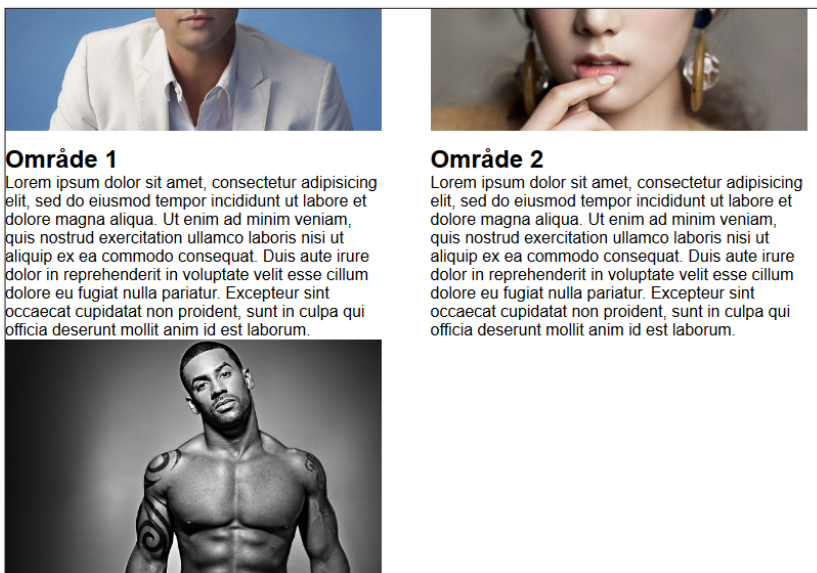 Område 1
Lorem ipsum dolor sit amet, consectetur adipisicing
elit, sed do eiusmod tempor incididunt ut labore et
dolore magna aliqua. Ut enim ad minim veniam,
quis nostrud exercitation ullamco laboris nisi ut
aliquip ex ea commodo consequat. Duis aute irure
dolor in reprehenderit in voluptate velit esse cillum
dolore eu fugiat nulla pariatur. Excepteur sint
occaecat cupidatat non proident, sunt in culpa qui
officia deserunt mollit anim id est laborum.
Område 2
Lorem ipsum dolor sit amet, consectetur adipisicing
elit, sed do eiusmod tempor incididunt ut labore et
dolore magna aliqua. Ut enim ad minim veniam,
quis nostrud exercitation ullamco laboris nisi ut
aliquip ex ea commodo consequat. Duis aute irure
dolor in reprehenderit in voluptate velit esse cillum
dolore eu fugiat nulla pariatur. Excepteur sint
occaecat cupidatat non proident, sunt in culpa qui
officia deserunt mollit anim id est laborum.